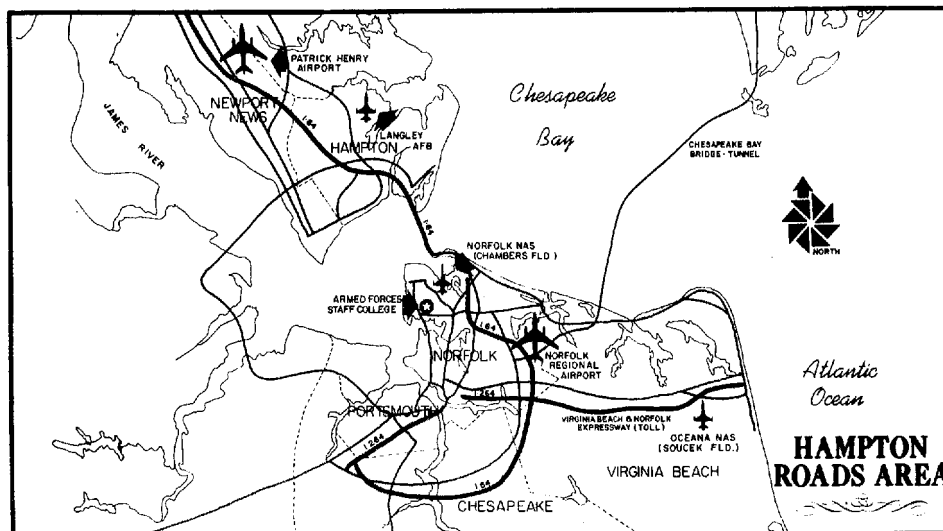 PATRICK HENRY
AIRPORT
NEWPORT
NEWS
JAMES
RIVER
I-64
LANGLEY
AFB
HAMPTON
Chesapeake
Bay
CHESAPEAKE BAY
BRIDGE-TUNNEL
NORTH
I-64
NORFOLK NAS
(CHAMBERS FLD.)
ARMED FORCES
STAFF COLLEGE
I-64
NORFOLK
NORFOLK
REGIONAL
AIRPORT
Atlantic
Ocean
I 264
PORTSMOUTH
VIRGINIA BEACH & NORFOLK
EXPRESSWAY (TOLL)
OCEANA NAS
(SOUCEK FLD.)
I 264
VIRGINIA BEACH
I 64
CHESAPEAKE
HAMPTON
ROADS AREA